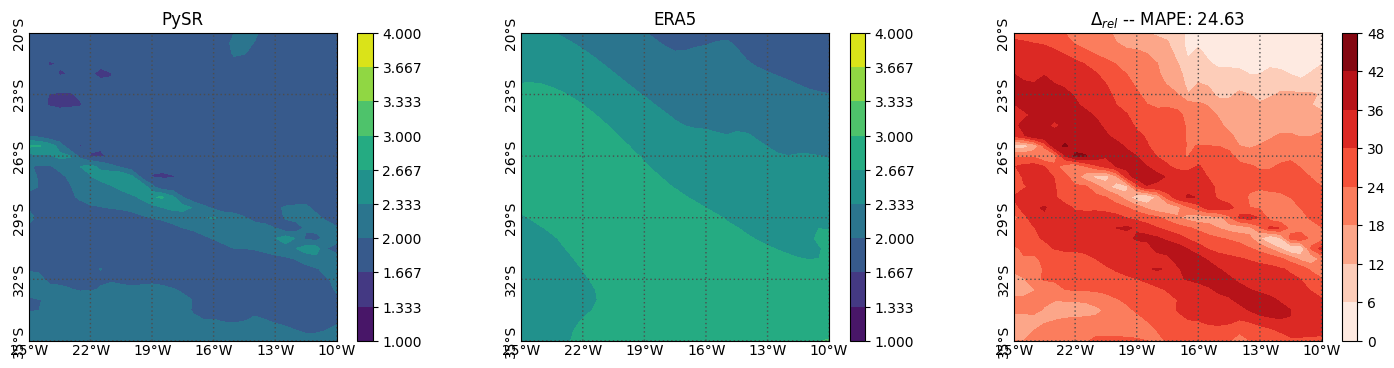 PySR
20°S
23°S
26°S
29°S
32°S
22°W
19°W
16°W
13°W
10°W
4.000
3.667
3.333
3.000
2.667
2.333
2.000
1.667
1.333
1.000
ERA5
20°S
23°S
26°S
29°S
32°S
22°W
19°W
16°W
13°W
10°W
4.000
3.667
3.333
3.000
2.667
2.333
2.000
1.667
1.333
1.000
Δrel -- MAPE: 24.63
20°S
23°S
26°S
29°S
32°S
22°W
19°W
16°W
13°W
10°W
48
42
36
30
24
18
12
6
0